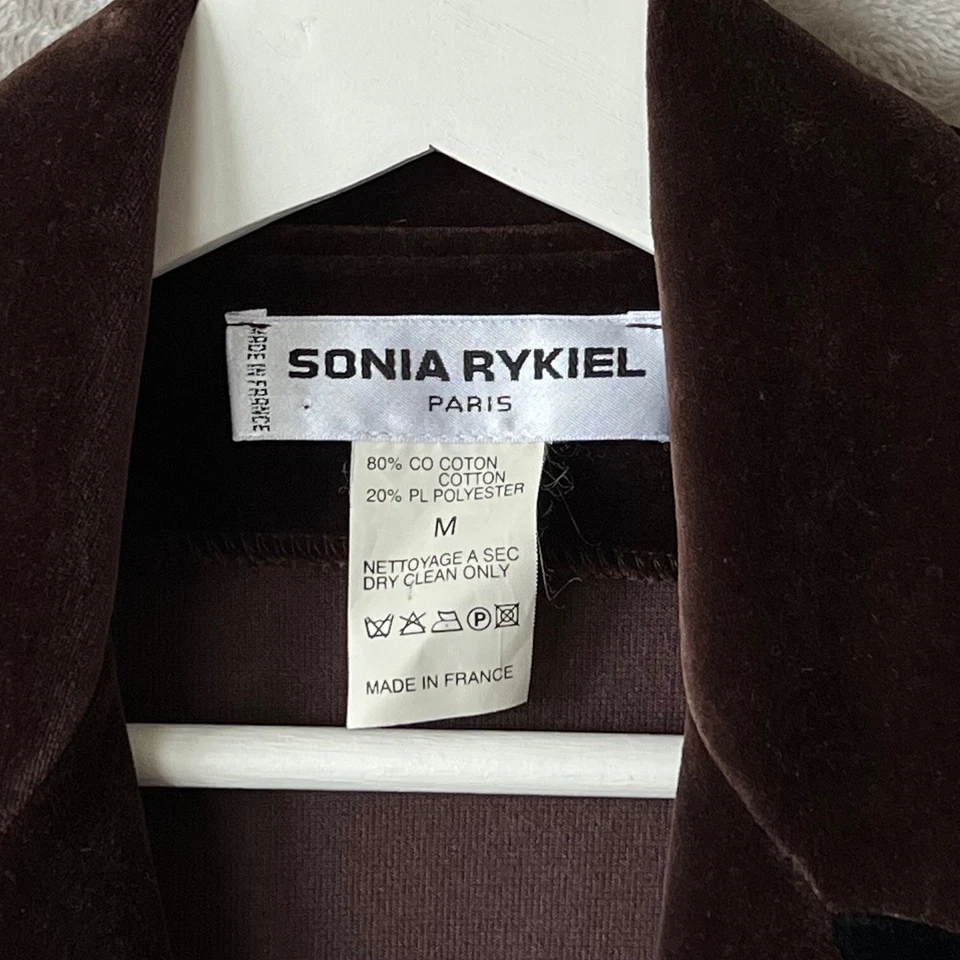 MADE IN FRANCE
SONIA RYKIEL
PARIS
80% CO COTON
COTTON
20% PL POLYESTER
M
NETTOYAGE A SEC
DRY CLEAN ONLY
P
MADE IN FRANCE